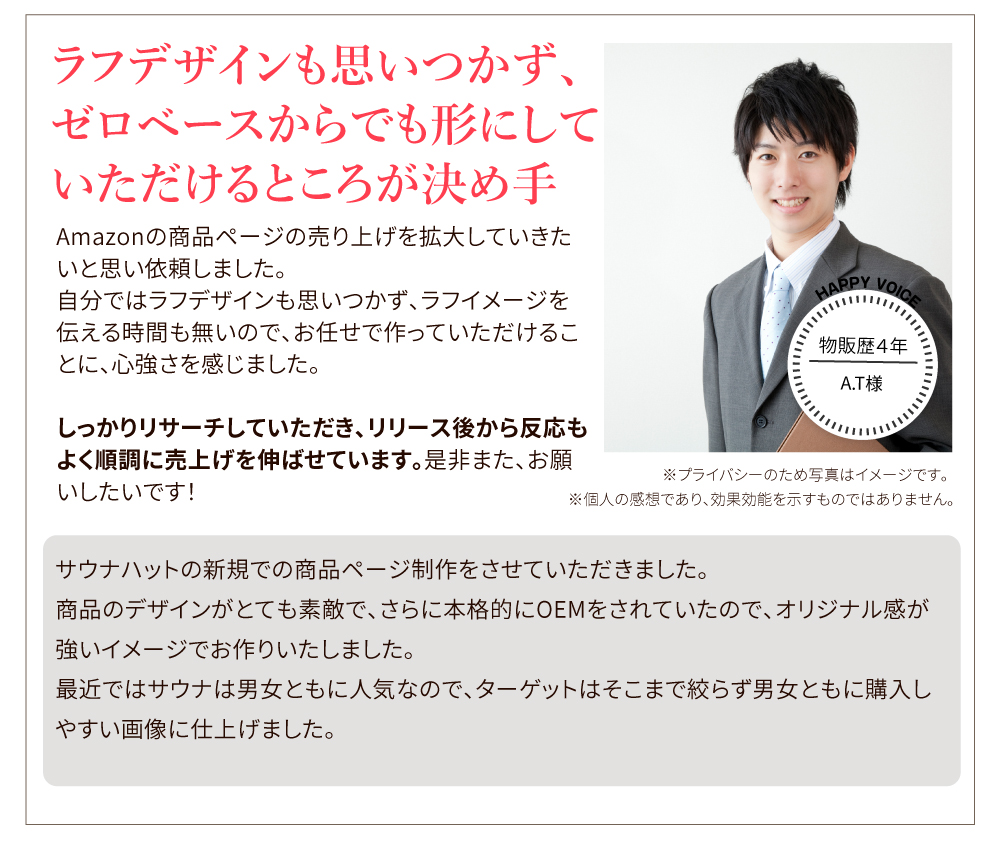 ラフデザインも思いつかず、
ゼロベースからでも形にして
いただけるところが決め手
Amazonの商品ページの売り上げを拡大していきた
いと思い依頼しました。
自分ではラフデザインも思いつかず、ラフイメージを
伝える時間も無いので、お任せで作っていただけるこ
とに、心強さを感じました。
しっかりリサーチしていただき、リリース後から反応も
よく順調に売上げを伸ばせています。是非また、お願
いしたいです！
HAPPY VOICE
物販歴４年
A.T様
※プライバシーのため写真はイメージです。
※個人の感想であり、効果効能を示すものではありません。
サウナハットの新規での商品ページ制作をさせていただきました。
商品のデザインがとても素敵で、さらに本格的にOEMをされていたので、オリジナル感が
強いイメージでお作りいたしました。
最近ではサウナは男女ともに人気なので、ターゲットはそこまで絞らず男女ともに購入し
やすい画像に仕上げました。